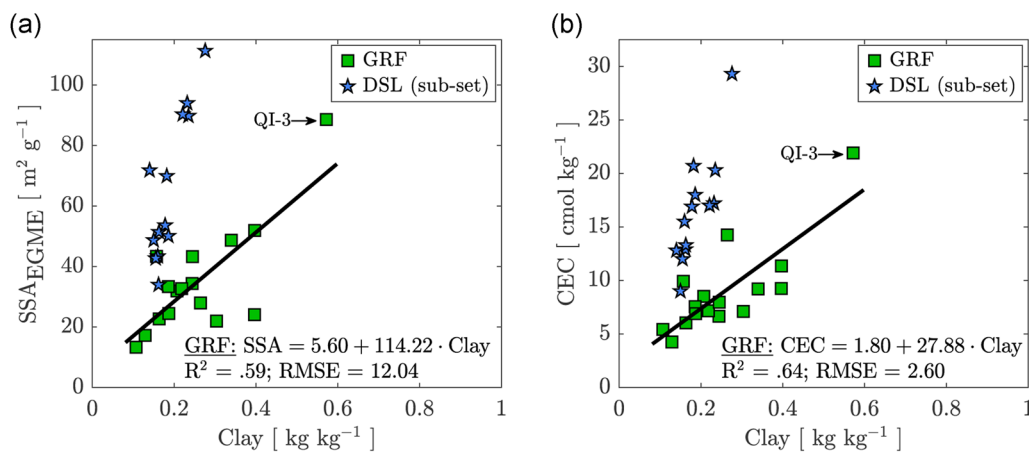 (a)
SSA_EGME [ m² g⁻¹ ]
100
80
60
40
20
0
GRF
DSL (sub-set)
QI-3
GRF: SSA = 5.60 + 114.22 · Clay
R² = .59; RMSE = 12.04
0 0.2 0.4 0.6 0.8 1
Clay [ kg kg⁻¹ ]
(b)
CEC [ cmol kg⁻¹ ]
30
25
20
15
10
5
0
GRF
DSL (sub-set)
QI-3
GRF: CEC = 1.80 + 27.88 · Clay
R² = .64; RMSE = 2.60
0 0.2 0.4 0.6 0.8 1
Clay [ kg kg⁻¹ ]